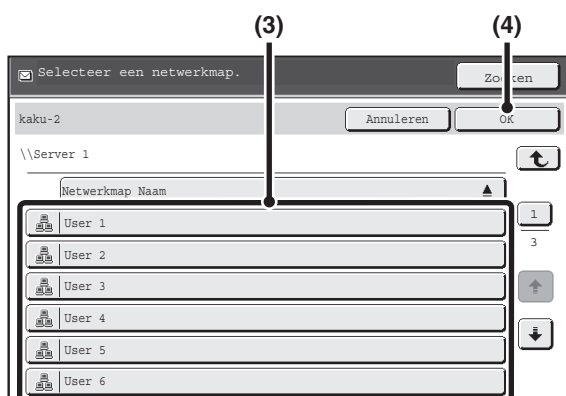 (3) (4)
Selecteer een netwerkmap. Zoeken
kaku-2 Annuleren OK
\\Server 1
Netwerkmap Naam
User 1 1
User 2 3
User 3
User 4
User 5
User 6